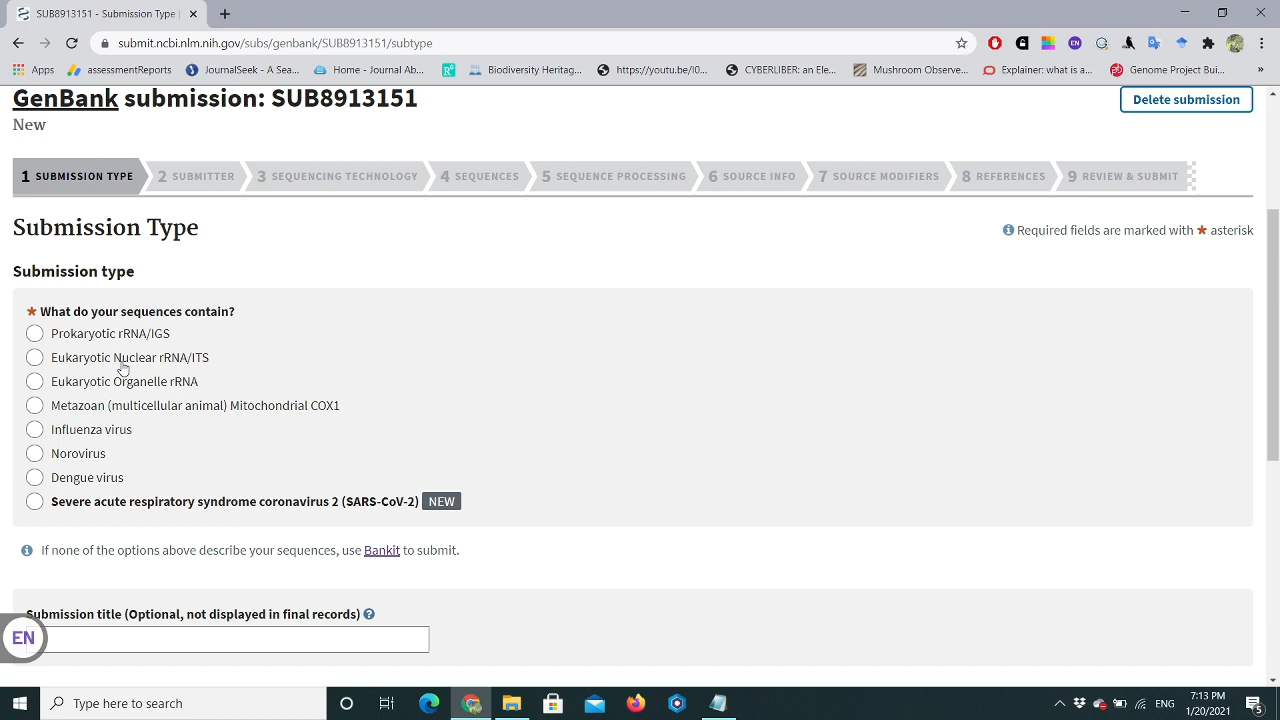 SUB8913151 - Submission Type |
submit.ncbi.nlm.nih.gov/subs/genbank/SUB8913151/subtype
Apps assessmentReports JournalSeek - A Sea... Home - Journal Ab... Biodiversity Heritag... https://youtu.be/I0... CYBERLIBER: an Ele... Mushroom Observe... Explainer: what is a... Genome Project Bui... »
GenBank submission: SUB8913151
Delete submission
New
1 SUBMISSION TYPE 2 SUBMITTER 3 SEQUENCING TECHNOLOGY 4 SEQUENCES 5 SEQUENCE PROCESSING 6 SOURCE INFO 7 SOURCE MODIFIERS 8 REFERENCES 9 REVIEW & SUBMIT
Submission Type
Required fields are marked with * asterisk
Submission type
* What do your sequences contain?
Prokaryotic rRNA/IGS
Eukaryotic Nuclear rRNA/ITS
Eukaryotic Organelle rRNA
Metazoan (multicellular animal) Mitochondrial COX1
Influenza virus
Norovirus
Dengue virus
Severe acute respiratory syndrome coronavirus 2 (SARS-CoV-2) NEW
If none of the options above describe your sequences, use Bankit to submit.
Submission title (Optional, not displayed in final records)
EN
Type here to search
7:13 PM
1/20/2021
5